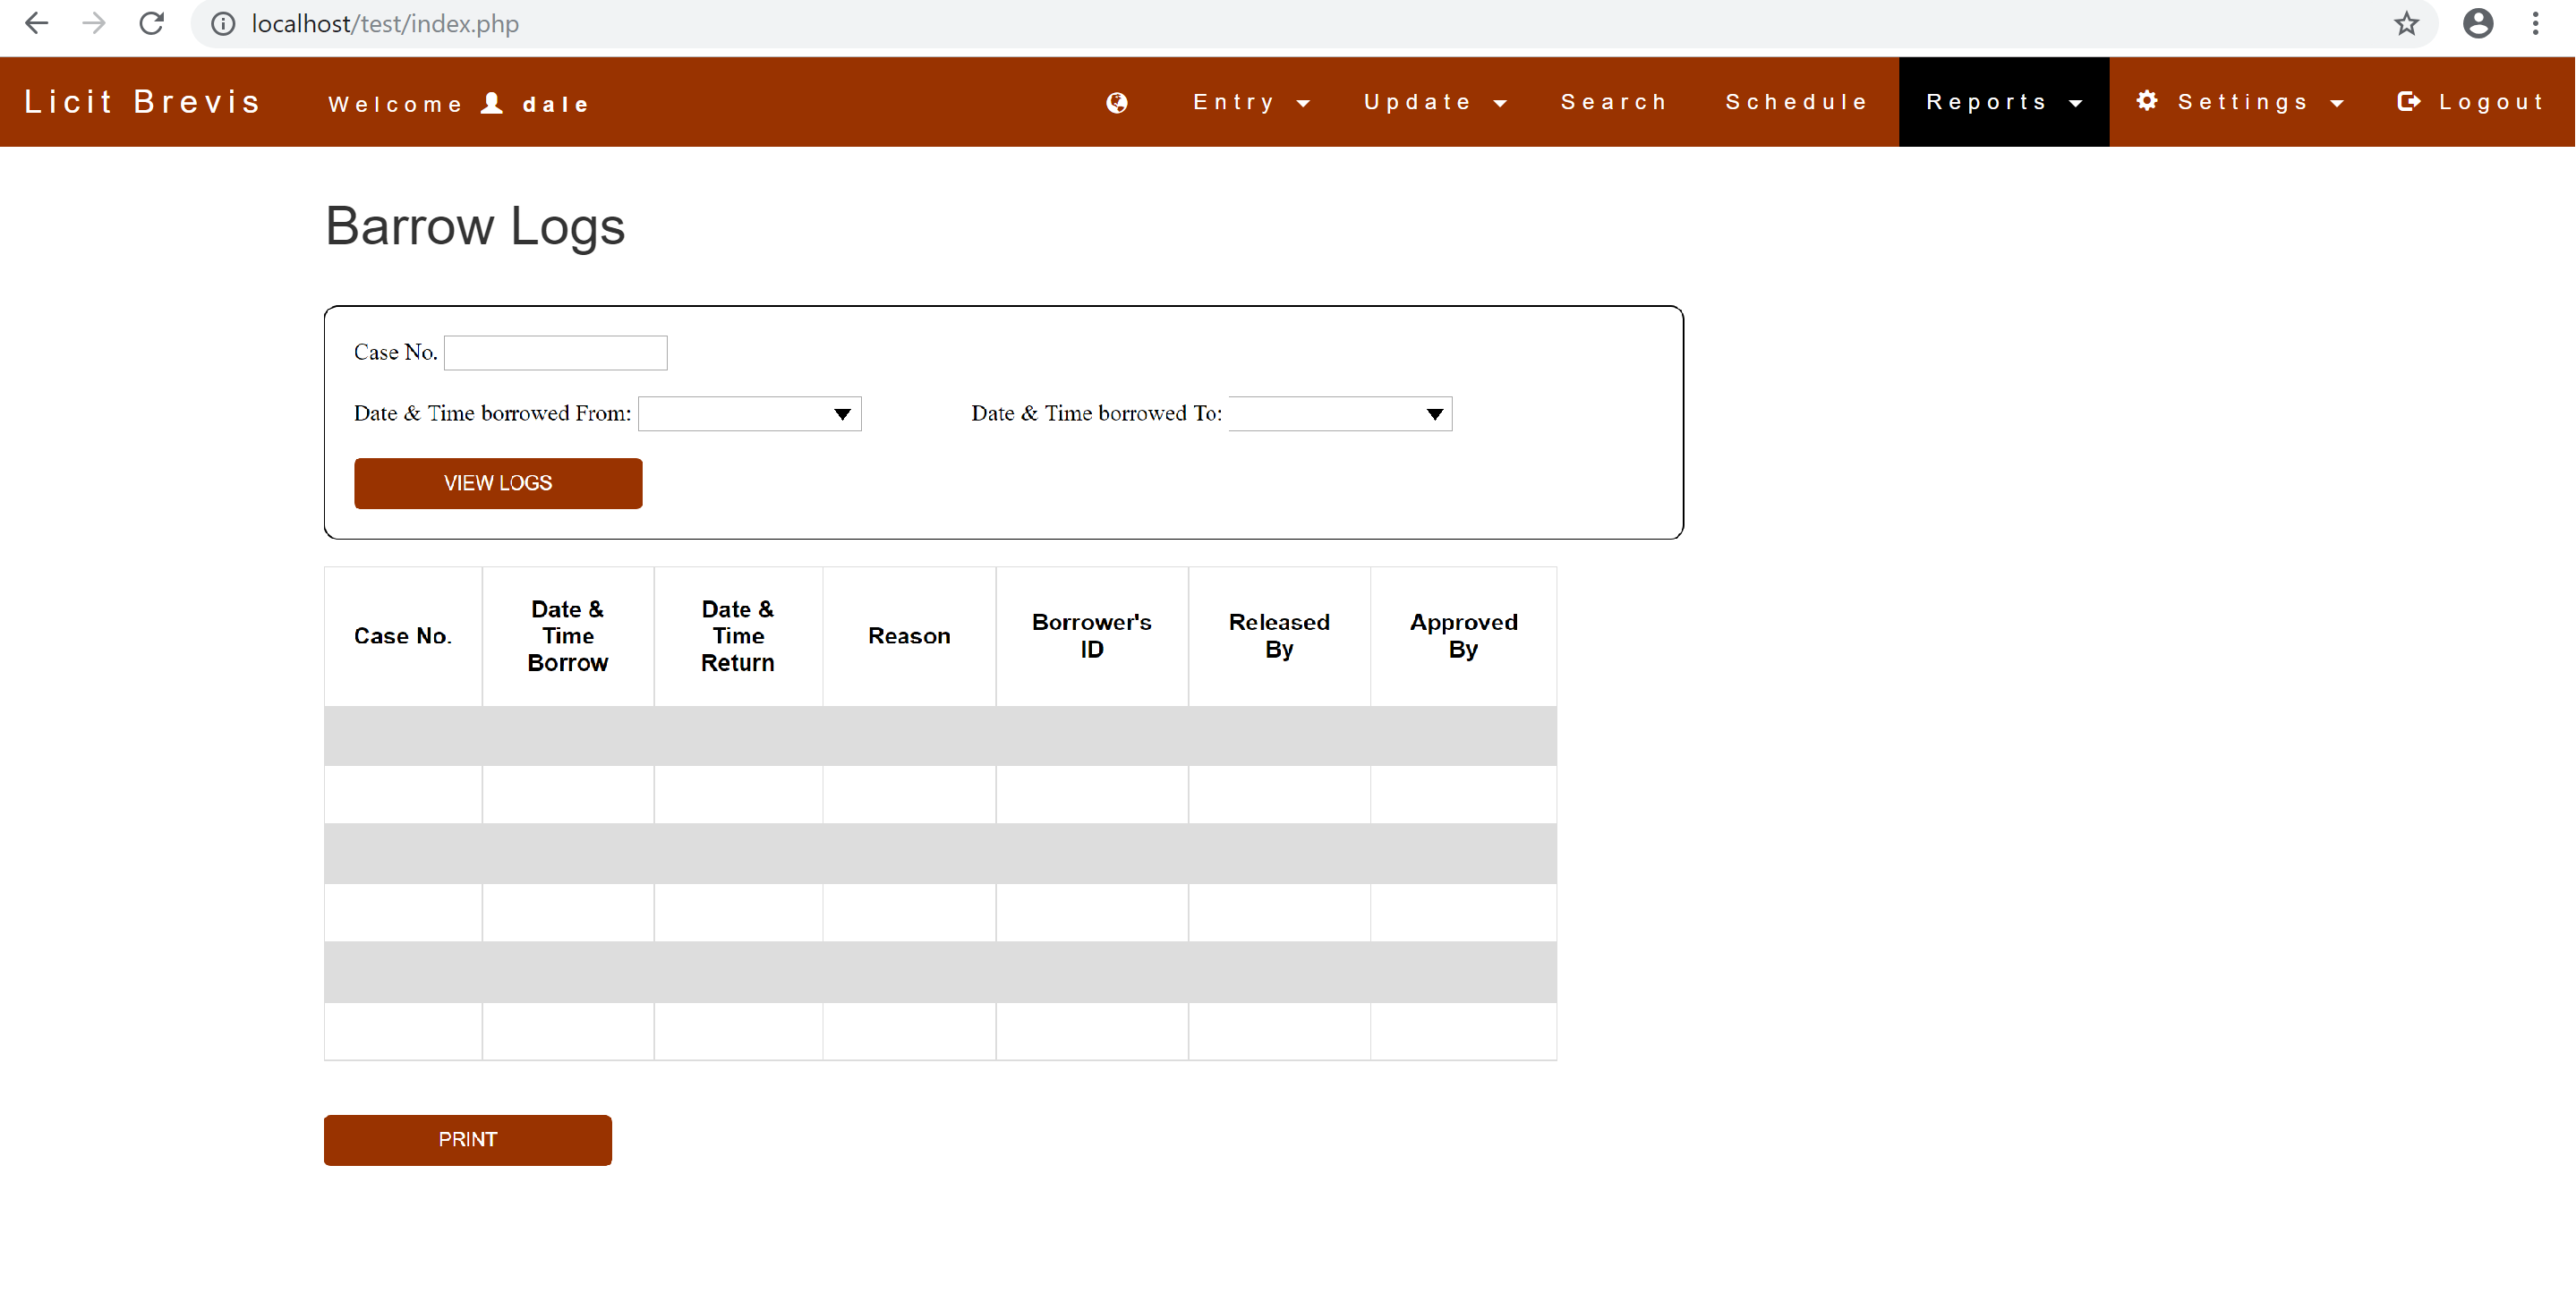 localhost/test/index.php
Licit Brevis Welcome dale Entry Update Search Schedule Reports Settings Logout
Barrow Logs
Case No.
Date & Time borrowed From: Date & Time borrowed To:
VIEW LOGS
Case No. Date & Time Borrow Date & Time Return Reason Borrower's ID Released By Approved By
PRINT